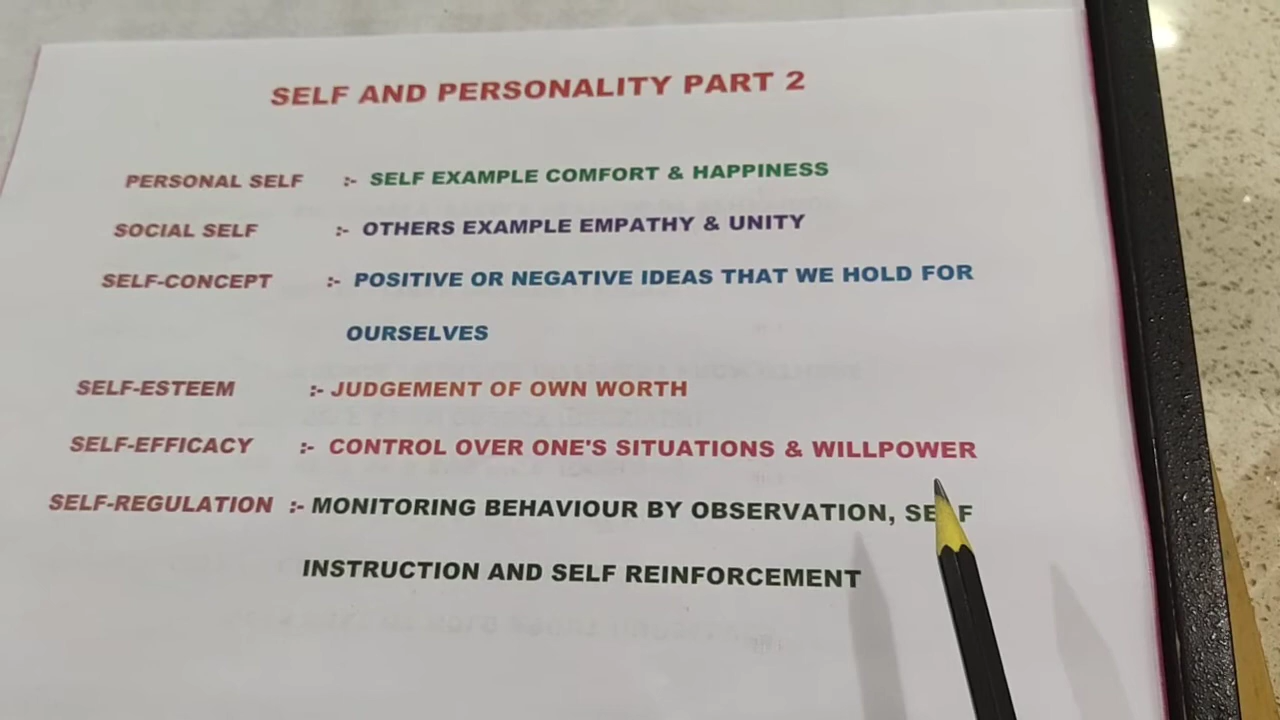 SELF AND PERSONALITY PART 2
PERSONAL SELF :- SELF EXAMPLE COMFORT & HAPPINESS
SOCIAL SELF :- OTHERS EXAMPLE EMPATHY & UNITY
SELF-CONCEPT :- POSITIVE OR NEGATIVE IDEAS THAT WE HOLD FOR
OURSELVES
SELF-ESTEEM :- JUDGEMENT OF OWN WORTH
SELF-EFFICACY :- CONTROL OVER ONE'S SITUATIONS & WILLPOWER
SELF-REGULATION :- MONITORING BEHAVIOUR BY OBSERVATION, SELF
INSTRUCTION AND SELF REINFORCEMENT